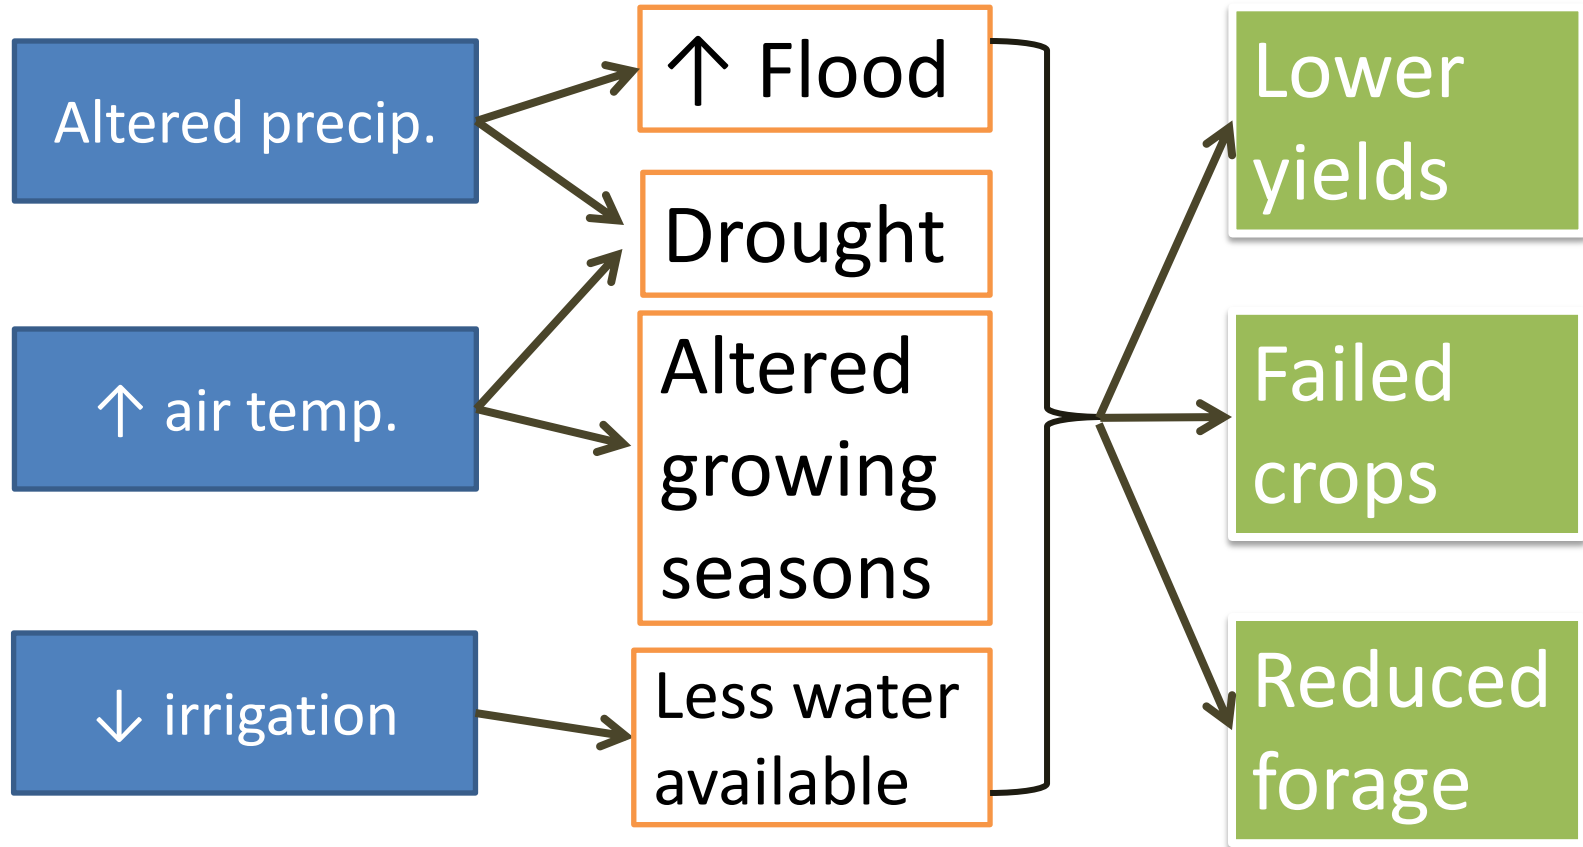 Altered precip.
↑ air temp.
↓ irrigation
↑ Flood
Drought
Altered
growing
seasons
Less water
available
Lower
yields
Failed
crops
Reduced
forage